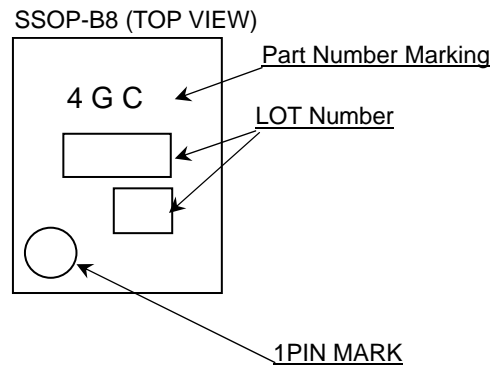 SSOP-B8 (TOP VIEW)
Part Number Marking
4 G C
LOT Number
1PIN MARK